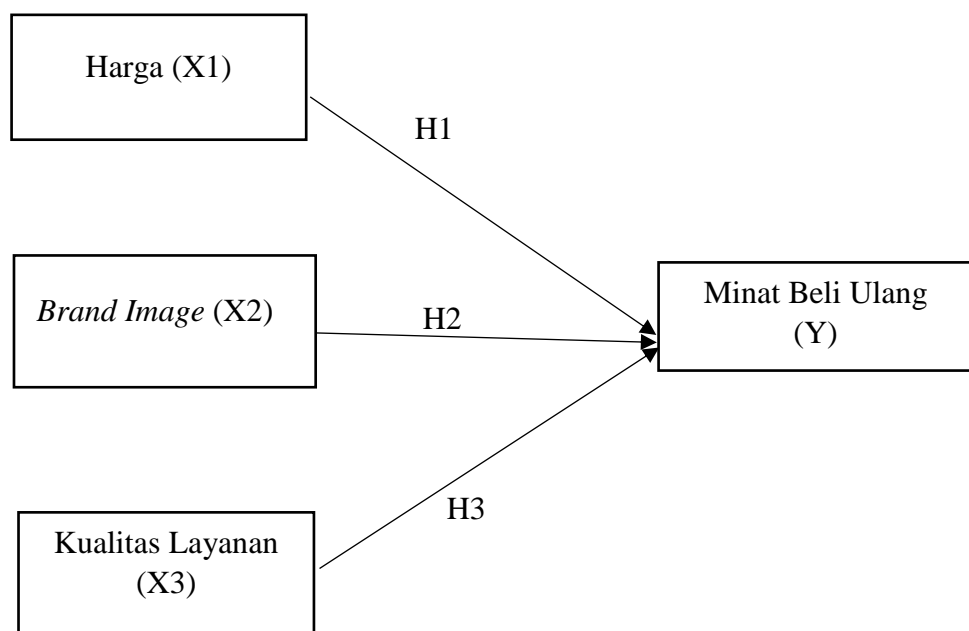 Harga (X1)
H1
Brand Image (X2)
H2
Minat Beli Ulang
(Y)
H3
Kualitas Layanan
(X3)